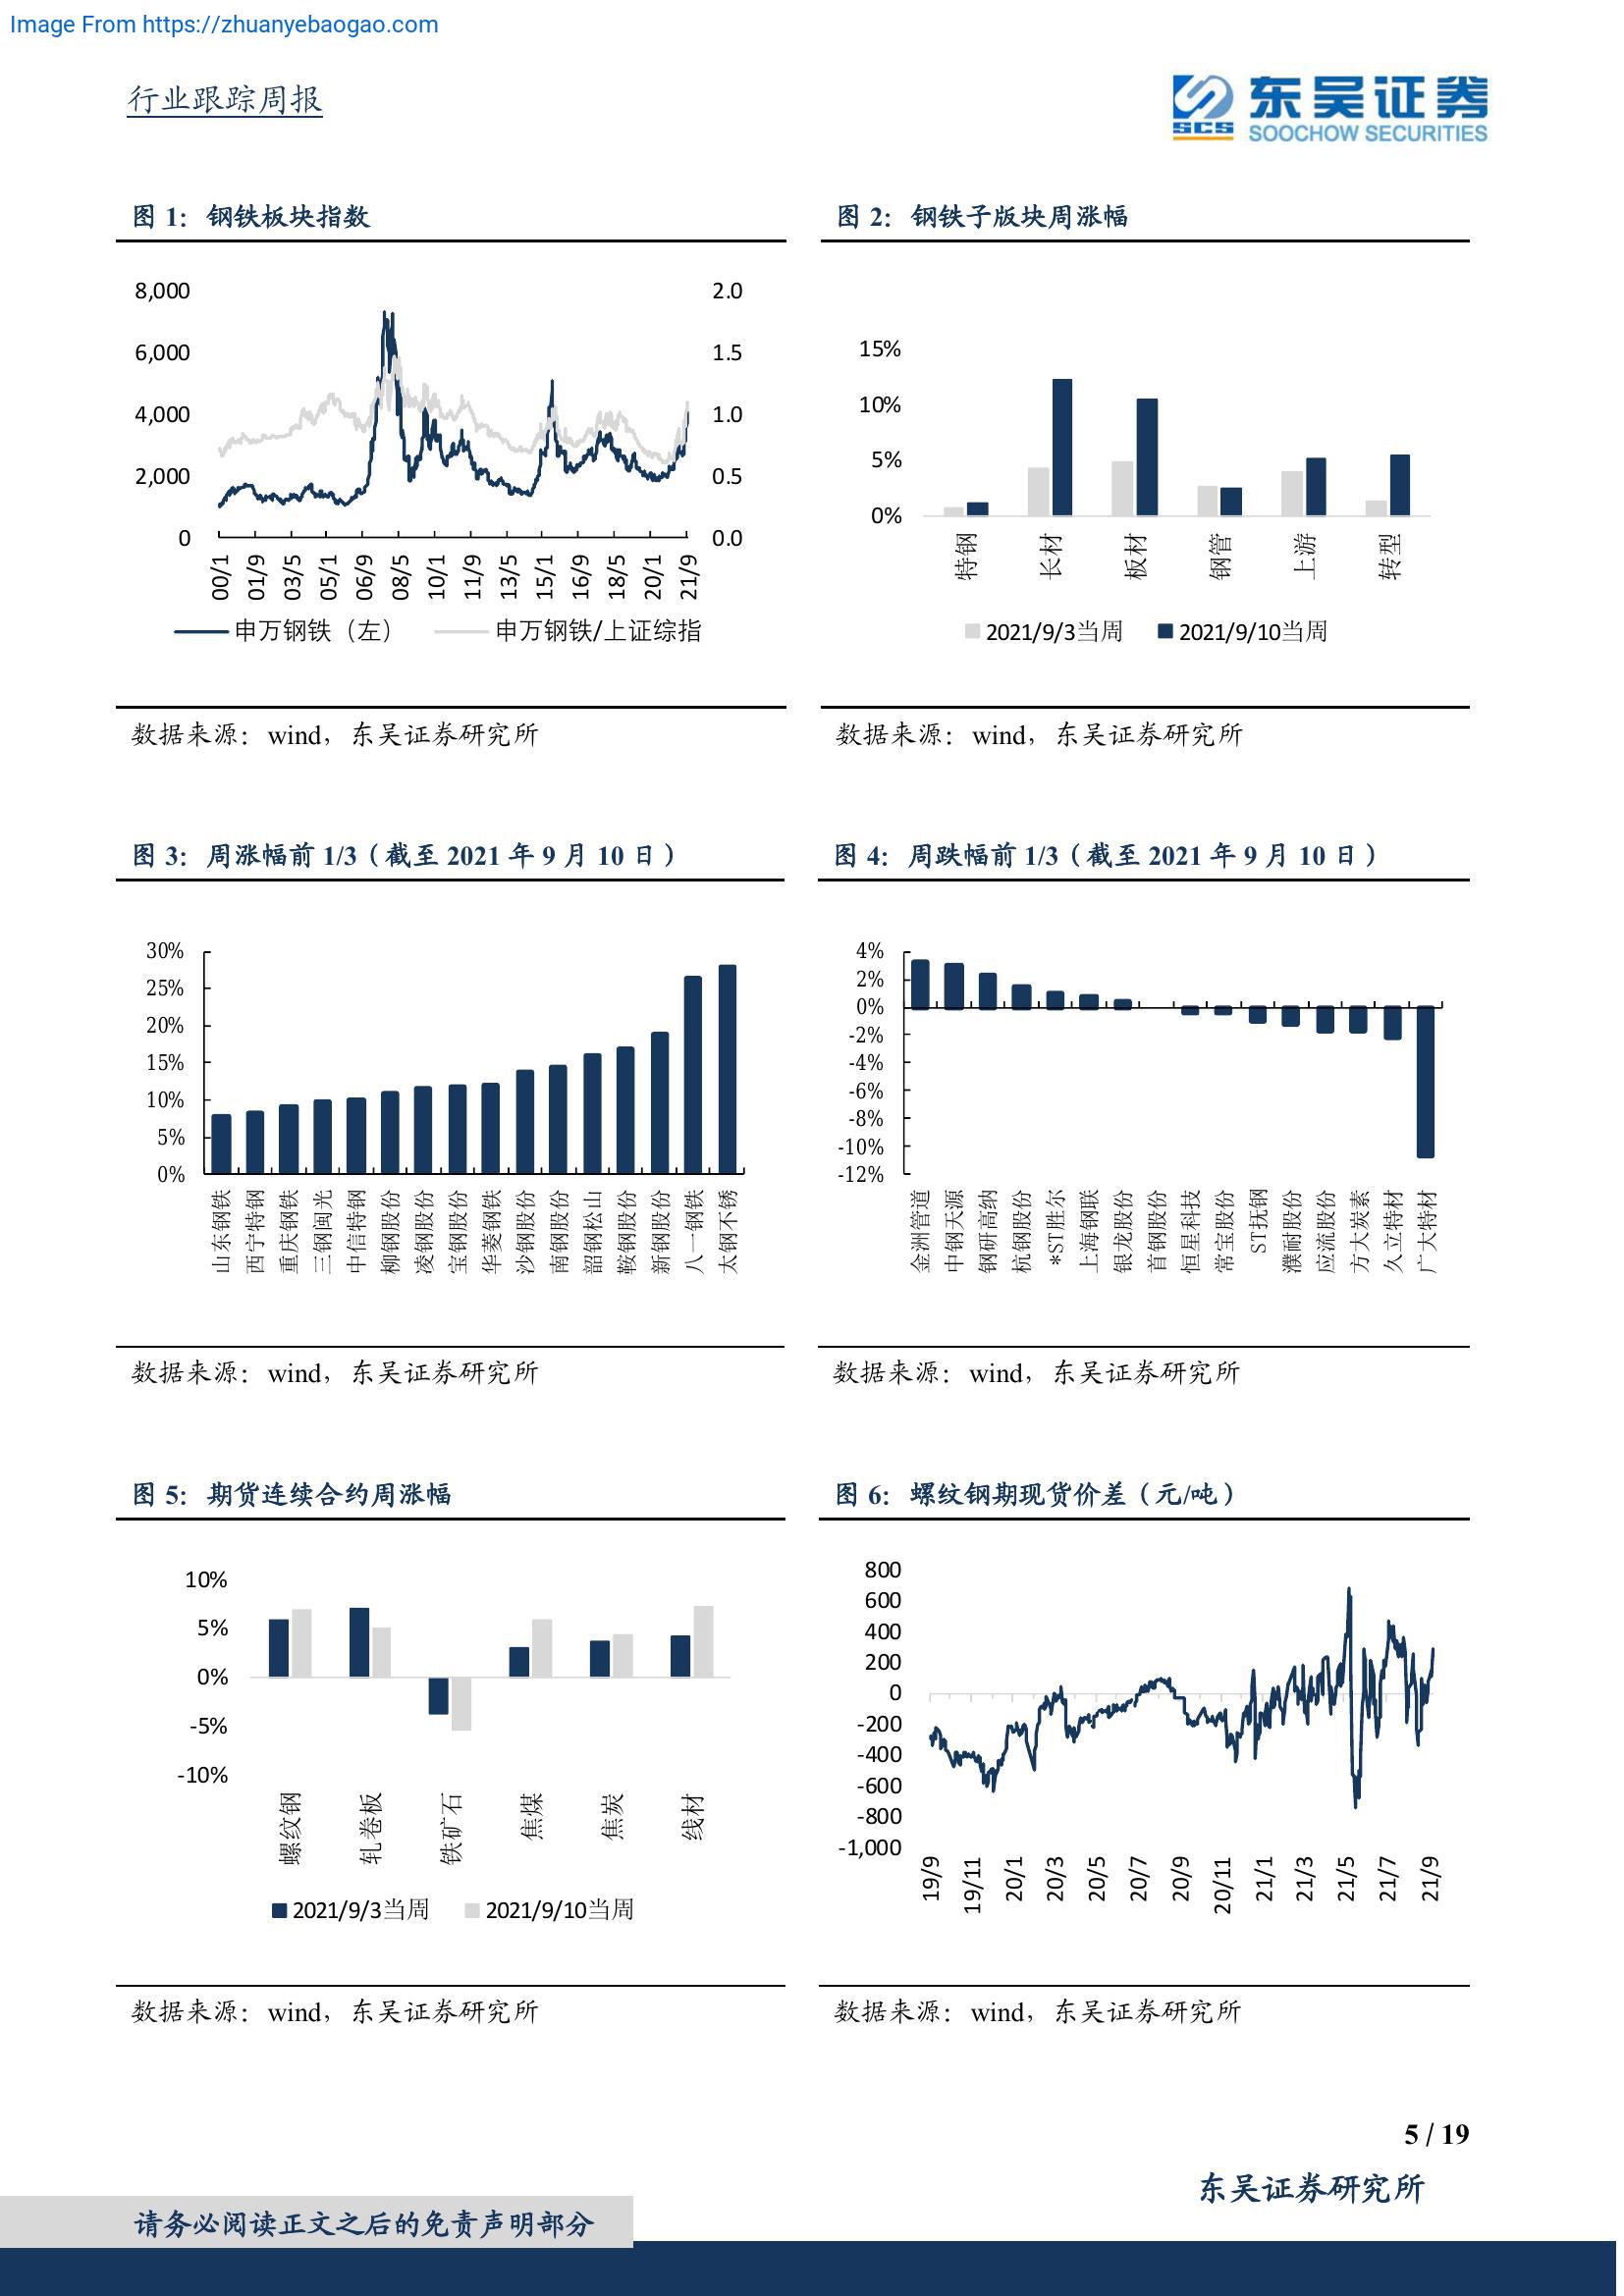 Image From https://zhuanyebaogao.com
行业跟踪周报
SCS
东吴证券
SOOCHOW SECURITIES
图 1：钢铁板块指数
8,000
6,000
4,000
2,000
0
2.0
1.5
1.0
0.5
0.0
00/1
01/9
03/5
05/1
06/9
08/5
10/1
11/9
13/5
15/1
16/9
18/5
20/1
21/9
申万钢铁（左）
申万钢铁/上证综指
数据来源：wind，东吴证券研究所
图 2：钢铁子版块周涨幅
15%
10%
5%
0%
特钢
长材
板材
钢管
上游
转型
2021/9/3当周
2021/9/10当周
数据来源：wind，东吴证券研究所
图 3：周涨幅前 1/3（截至 2021 年 9 月 10 日）
30%
25%
20%
15%
10%
5%
0%
山东钢铁
西宁特钢
重庆钢铁
三钢闽光
中信特钢
柳钢股份
凌钢股份
宝钢股份
华菱钢铁
沙钢股份
南钢股份
韶钢松山
鞍钢股份
新钢股份
八一钢铁
太钢不锈
数据来源：wind，东吴证券研究所
图 4：周跌幅前 1/3（截至 2021 年 9 月 10 日）
4%
2%
0%
-2%
-4%
-6%
-8%
-10%
-12%
金洲管道
中钢天源
钢研高纳
杭钢股份
*ST胜尔
上海钢联
银龙股份
首钢股份
恒星科技
常宝股份
ST抚钢
濮耐股份
应流股份
方大炭素
久立特材
广大特材
数据来源：wind，东吴证券研究所
图 5：期货连续合约周涨幅
10%
5%
0%
-5%
-10%
螺纹钢
轧卷板
铁矿石
焦煤
焦炭
线材
2021/9/3当周
2021/9/10当周
数据来源：wind，东吴证券研究所
图 6：螺纹钢期现货价差（元/吨）
800
600
400
200
0
-200
-400
-600
-800
-1,000
19/9
19/11
20/1
20/3
20/5
20/7
20/9
20/11
21/1
21/3
21/5
21/7
21/9
数据来源：wind，东吴证券研究所
5 / 19
东吴证券研究所
请务必阅读正文之后的免责声明部分